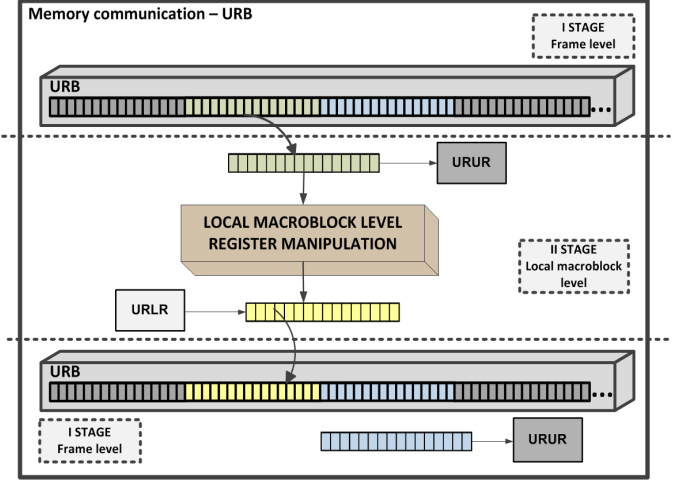 Memory communication – URB
I STAGE
Frame level
URB
...
URUR
LOCAL MACROBLOCK LEVEL
REGISTER MANIPULATION
II STAGE
Local macroblock
level
URLR
URB
...
I STAGE
Frame level
URUR